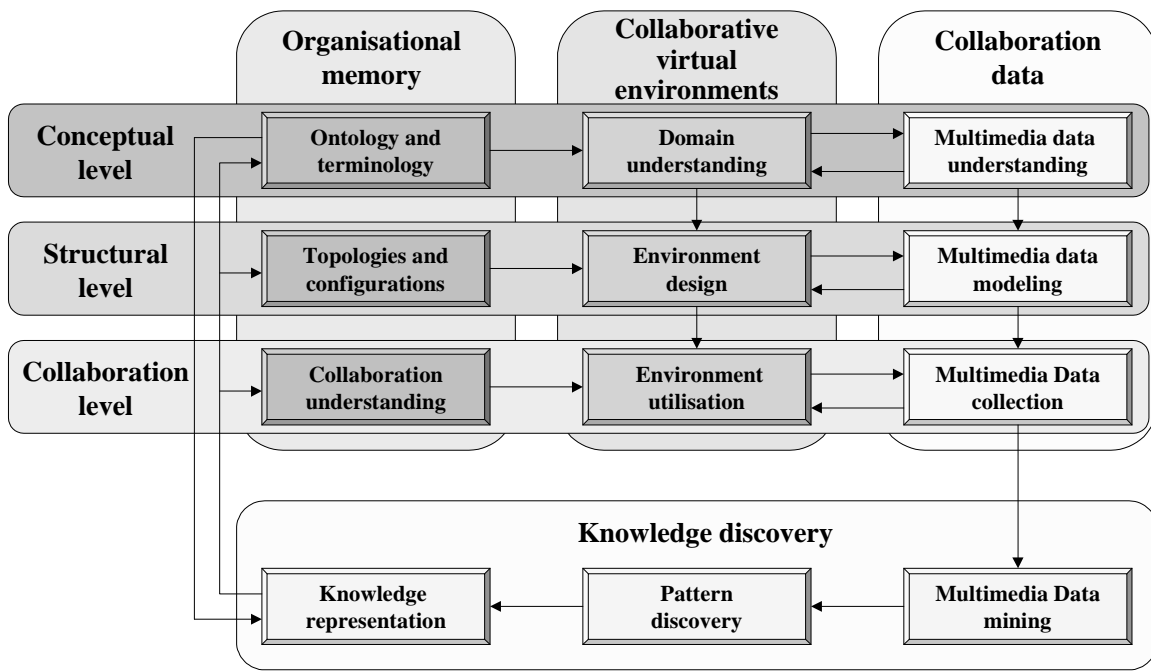 Organisational
memory
Collaborative
virtual
environments
Collaboration
data
Conceptual
level
Ontology and
terminology
Domain
understanding
Multimedia data
understanding
Structural
level
Topologies and
configurations
Environment
design
Multimedia data
modeling
Collaboration
level
Collaboration
understanding
Environment
utilisation
Multimedia Data
collection
Knowledge discovery
Knowledge
representation
Pattern
discovery
Multimedia Data
mining